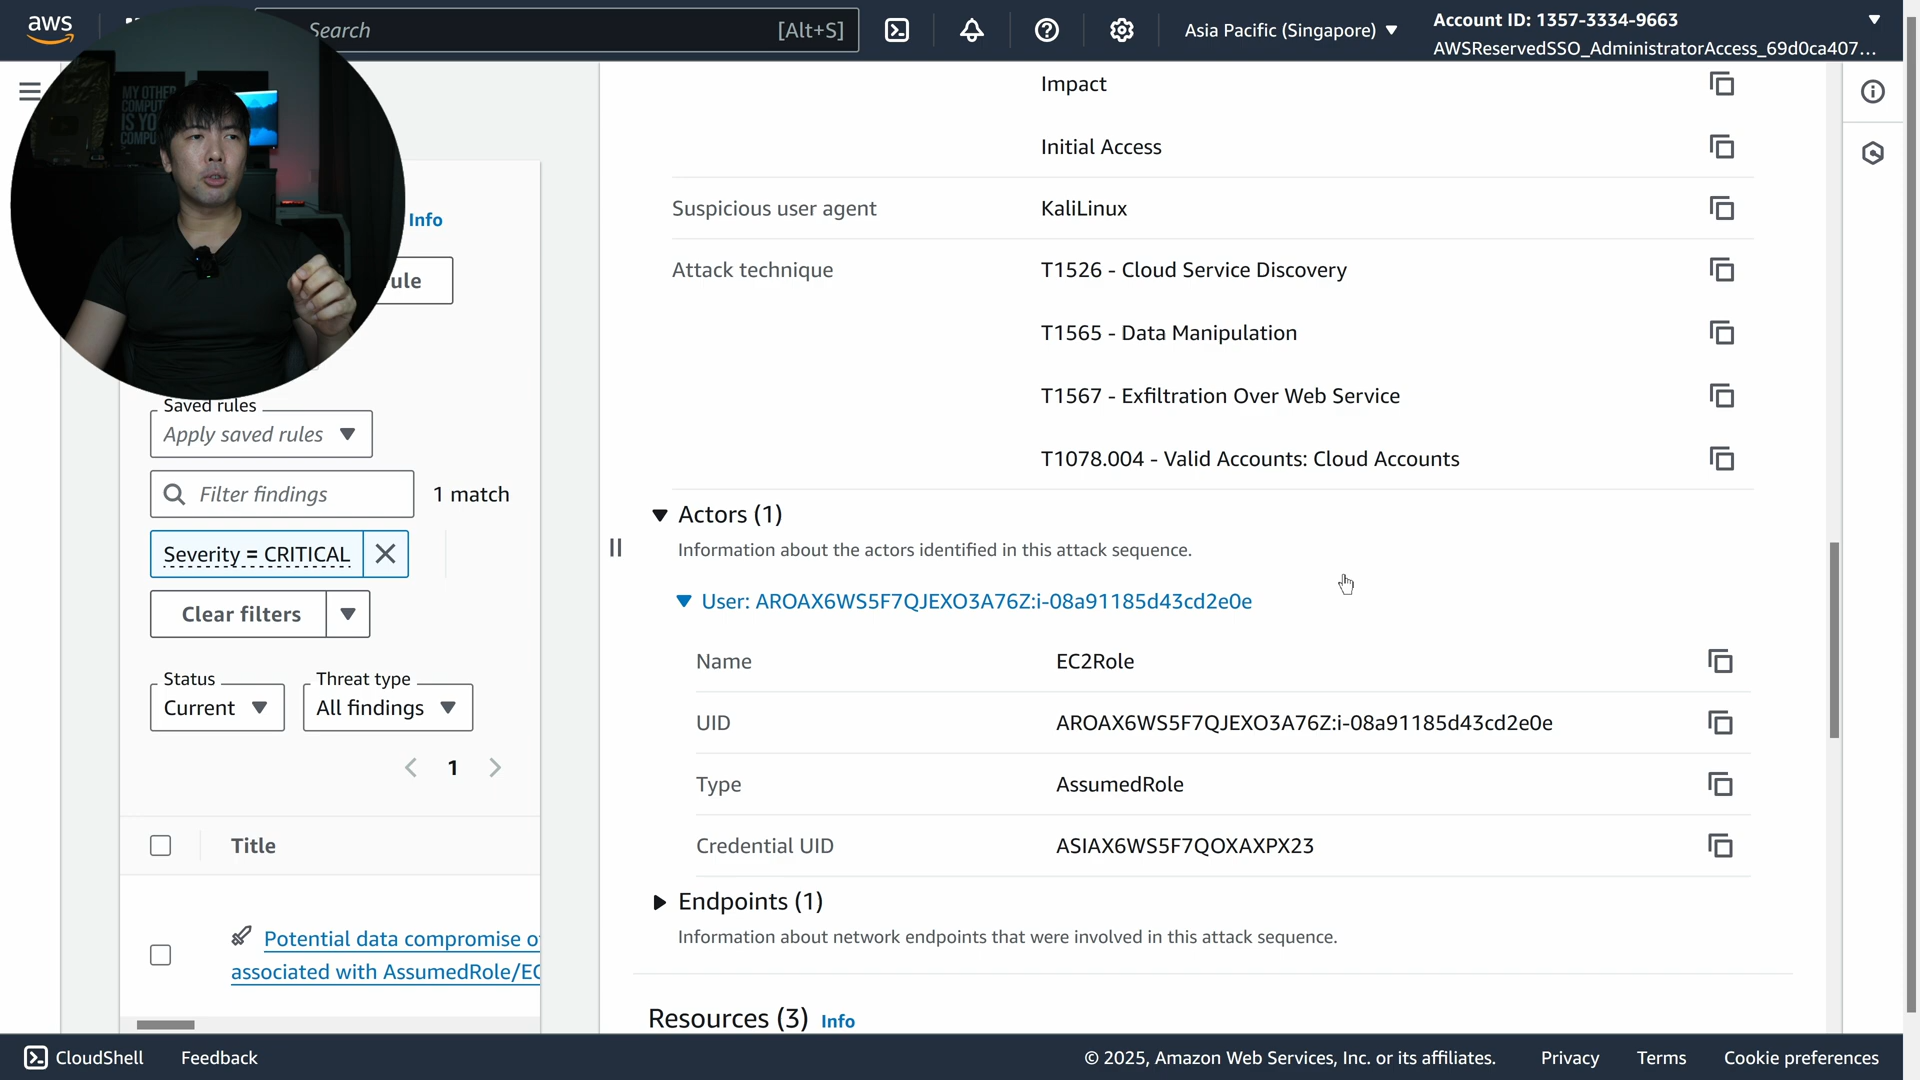 aws
Search
[Alt+S]
Asia Pacific (Singapore)
Account ID: 1357-3334-9663
AWSReservedSSO_AdministratorAccess_69d0ca407...
MY OTHER
COMPUTE
IS YO
COMPU
Info
ule
Saved rules
Apply saved rules
Filter findings
1 match
Severity = CRITICAL
Clear filters
Status
Current
Threat type
All findings
1
Title
Potential data compromise o
associated with AssumedRole/EC
Impact
Initial Access
Suspicious user agent
KaliLinux
Attack technique
T1526 - Cloud Service Discovery
T1565 - Data Manipulation
T1567 - Exfiltration Over Web Service
T1078.004 - Valid Accounts: Cloud Accounts
Actors (1)
Information about the actors identified in this attack sequence.
User: AROAX6WS5F7QJEXO3A76Z:i-08a91185d43cd2e0e
Name
EC2Role
UID
AROAX6WS5F7QJEXO3A76Z:i-08a91185d43cd2e0e
Type
AssumedRole
Credential UID
ASIAX6WS5F7QOXAXPX23
Endpoints (1)
Information about network endpoints that were involved in this attack sequence.
Resources (3) Info
CloudShell
Feedback
© 2025, Amazon Web Services, Inc. or its affiliates.
Privacy
Terms
Cookie preferences